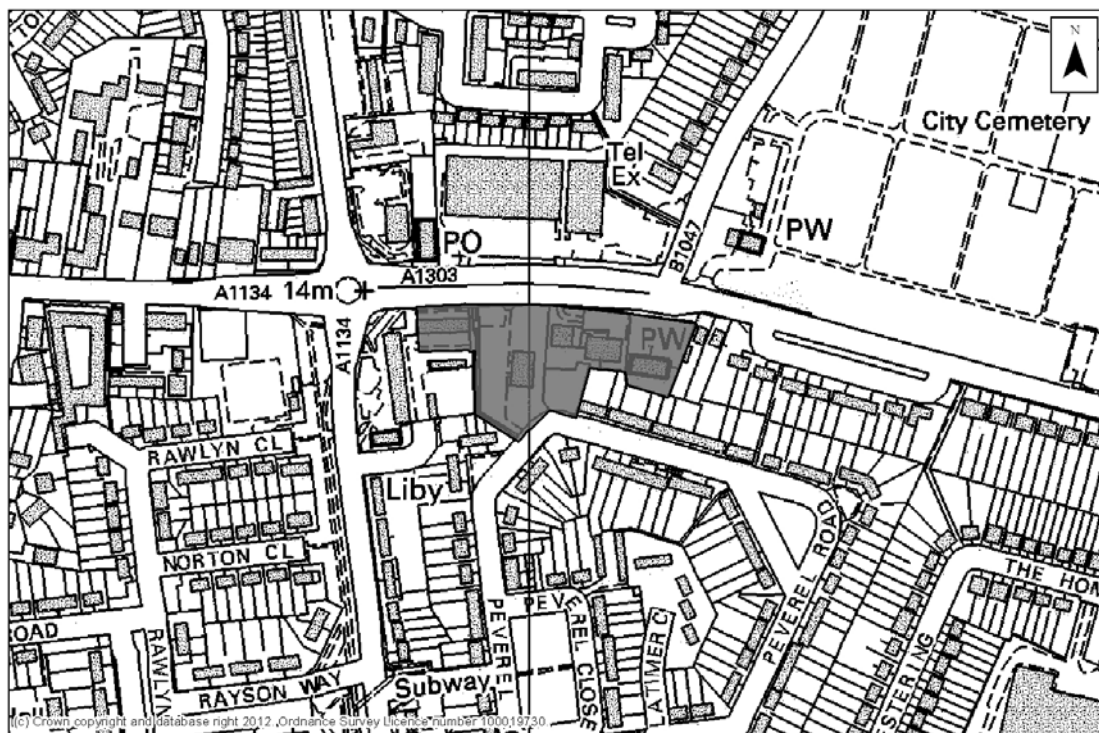 N
City Cemetery
Tel
Ex
PW
PO
B1047
A1303
A1134 14m
A1134
PW
RAWLYN CL
Liby
NORTON CL
PEVEREL ROAD
THE HOM
ROAD
PEVEREL CLOSE
LATIMER C
RAWLYN
PEVEREL
STER ING
RAYSON WAY
Subway
(c) Crown copyright and database right 2012. Ordnance Survey Licence number 100019730.